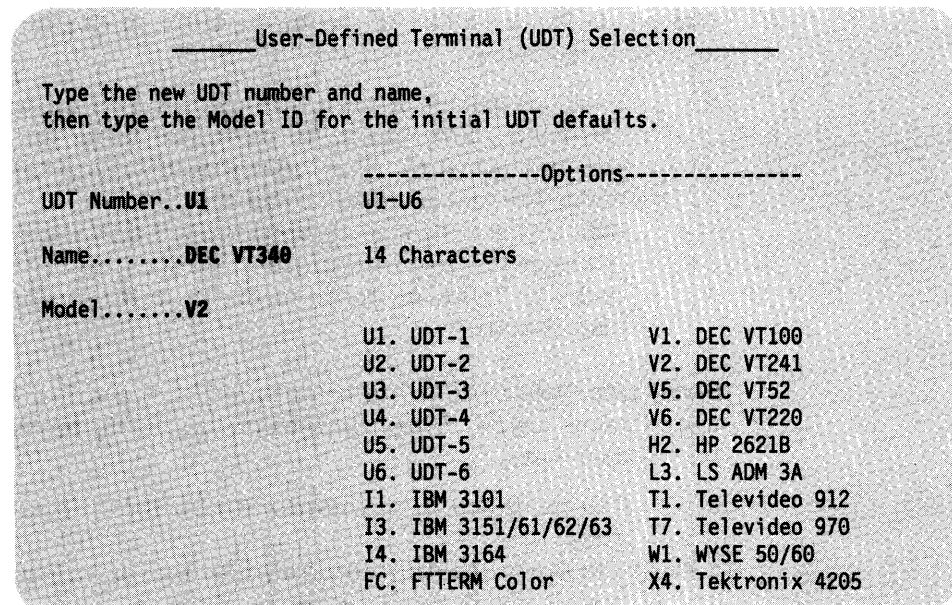 ________User-Defined Terminal (UDT) Selection________
Type the new UDT number and name,
then type the Model ID for the initial UDT defaults.
---------------Options---------------
UDT Number..U1 U1-U6
Name........DEC VT340 14 Characters
Model.......V2
U1. UDT-1 V1. DEC VT100
U2. UDT-2 V2. DEC VT241
U3. UDT-3 V5. DEC VT52
U4. UDT-4 V6. DEC VT220
U5. UDT-5 H2. HP 2621B
U6. UDT-6 L3. LS ADM 3A
I1. IBM 3101 T1. Televideo 912
I3. IBM 3151/61/62/63 T7. Televideo 970
I4. IBM 3164 W1. WYSE 50/60
FC. FTTERM Color X4. Tektronix 4205